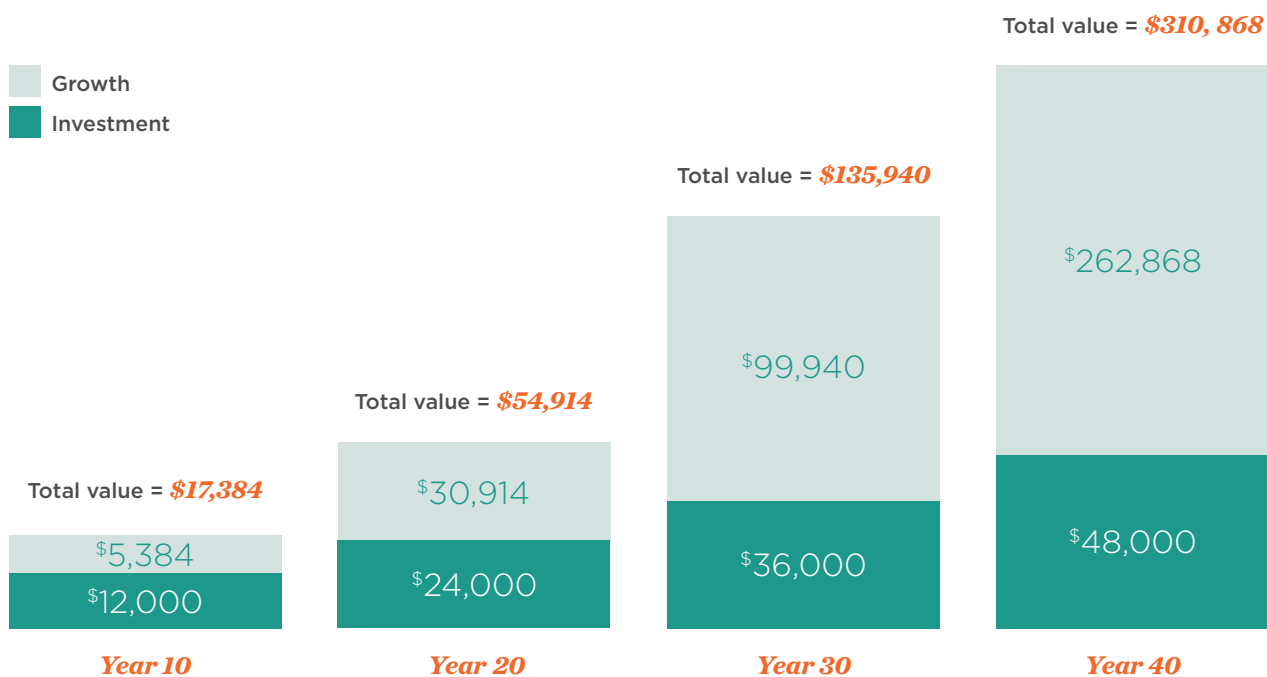 Total value = $310, 868
Growth
Investment
Total value = $135,940
$262,868
$99,940
Total value = $54,914
Total value = $17,384
$30,914
$48,000
$5,384
$36,000
$24,000
$12,000
Year 10
Year 20
Year 30
Year 40